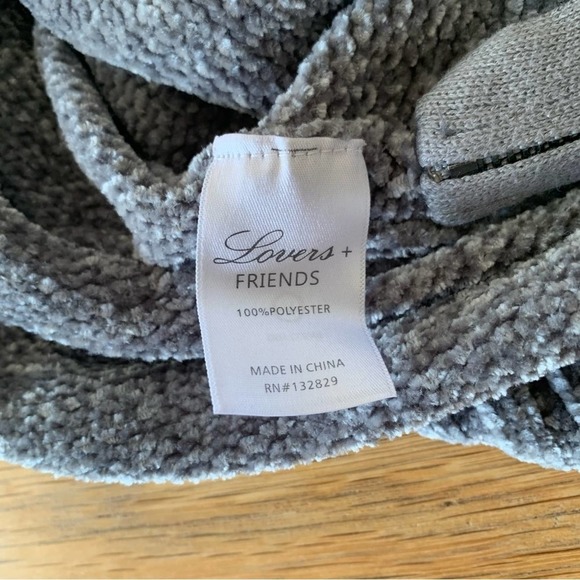 Lovers +
FRIENDS
100%POLYESTER
MADE IN CHINA
RN#132829